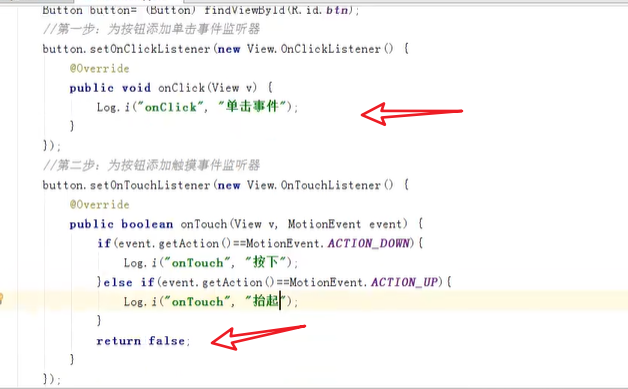 Button button= (Button) findViewById(R.id.btn);
//第一步：为按钮添加单击事件监听器
button.setOnClickListener(new View.OnClickListener() {
@Override
public void onClick(View v) {
Log.i("onClick", "单击事件");
}
});
//第二步：为按钮添加触摸事件监听器
button.setOnTouchListener(new View.OnTouchListener() {
@Override
public boolean onTouch(View v, MotionEvent event) {
if(event.getAction()==MotionEvent.ACTION_DOWN){
Log.i("onTouch", "按下");
}else if(event.getAction()==MotionEvent.ACTION_UP){
Log.i("onTouch", "抬起");
}
return false;
}
});